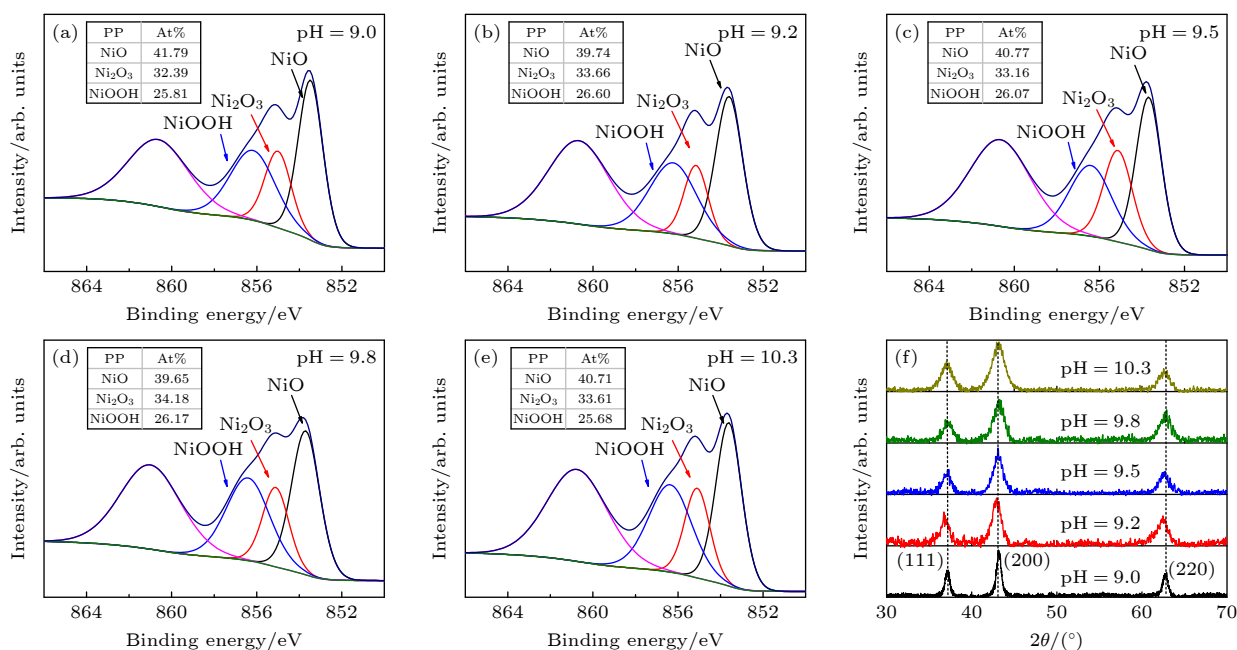 (a)
PP At%
NiO 41.79
Ni₂O₃ 32.39
NiOOH 25.81
pH = 9.0
NiO
Ni₂O₃
NiOOH
Intensity/arb. units
864 860 856 852
Binding energy/eV
(b)
PP At%
NiO 39.74
Ni₂O₃ 33.66
NiOOH 26.60
pH = 9.2
NiO
Ni₂O₃
NiOOH
Intensity/arb. units
864 860 856 852
Binding energy/eV
(c)
PP At%
NiO 40.77
Ni₂O₃ 33.16
NiOOH 26.07
pH = 9.5
NiO
Ni₂O₃
NiOOH
Intensity/arb. units
864 860 856 852
Binding energy/eV
(d)
PP At%
NiO 39.65
Ni₂O₃ 34.18
NiOOH 26.17
pH = 9.8
NiO
Ni₂O₃
NiOOH
Intensity/arb. units
864 860 856 852
Binding energy/eV
(e)
PP At%
NiO 40.71
Ni₂O₃ 33.61
NiOOH 25.68
pH = 10.3
NiO
Ni₂O₃
NiOOH
Intensity/arb. units
864 860 856 852
Binding energy/eV
(f)
pH = 10.3
pH = 9.8
pH = 9.5
pH = 9.2
(111) (200) pH = 9.0 (220)
Intensity/arb. units
30 40 50 60 70
2θ/(°)